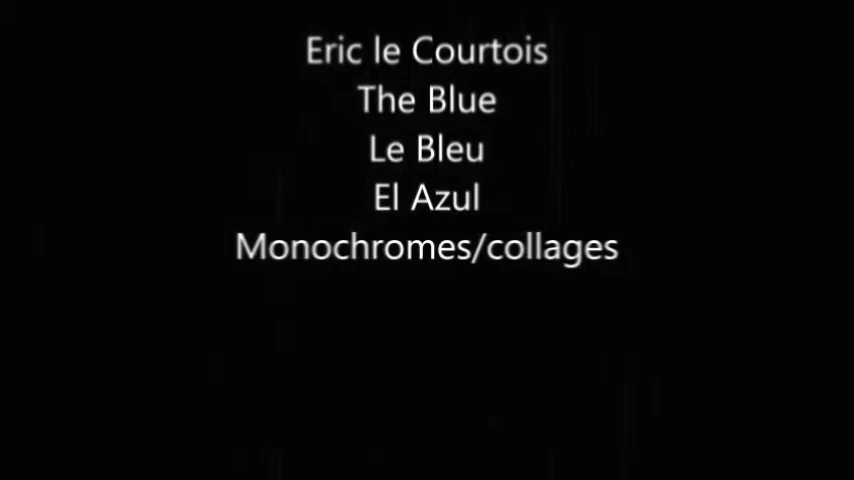 Eric le Courtois
The Blue
Le Bleu
El Azul
Monochromes/collages